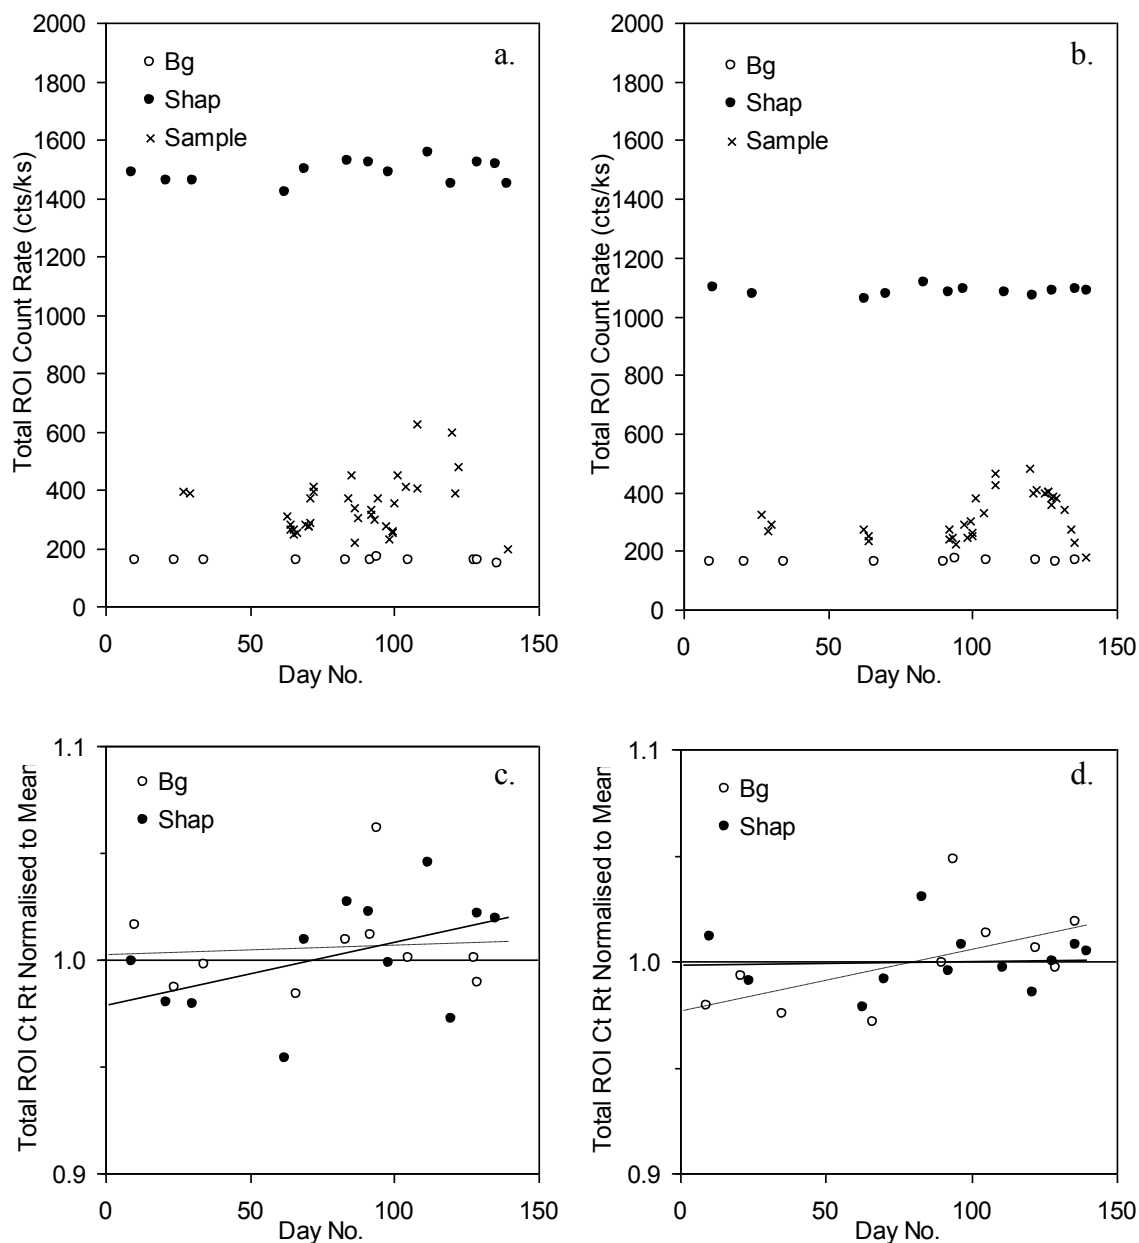 2000
1800
1600
1400
1200
1000
800
600
400
200
0
0 50 100 150
Day No.
Total ROI Count Rate (cts/ks)
Bg
Shap
Sample
a.
2000
1800
1600
1400
1200
1000
800
600
400
200
0
0 50 100 150
Day No.
Total ROI Count Rate (cts/ks)
Bg
Shap
Sample
b.
1.1
1.0
0.9
0 50 100 150
Day No.
Total ROI Ct Rt Normalised to Mean
Bg
Shap
c.
1.1
1.0
0.9
0 50 100 150
Day No.
Total ROI Ct Rt Normalised to Mean
Bg
Shap
d.